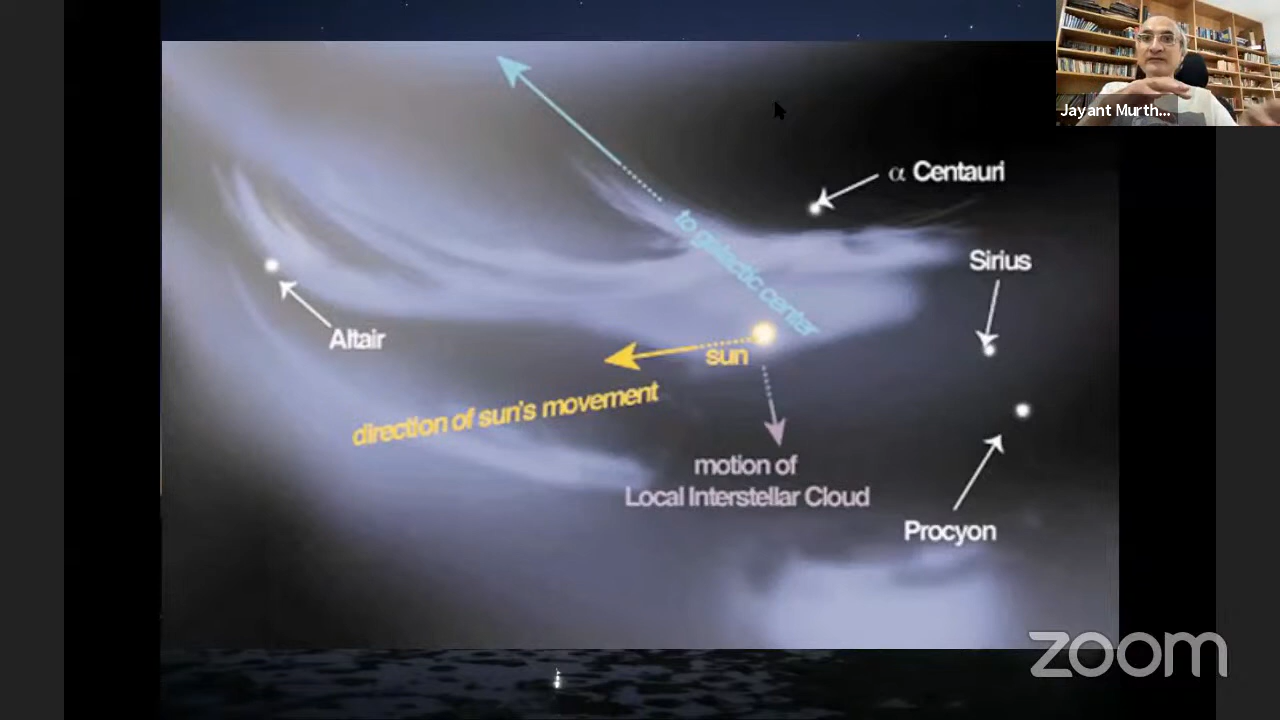 Jayant Murth...
α Centauri
to galactic center
Sirius
Altair
sun
direction of sun's movement
motion of
Local Interstellar Cloud
Procyon
zoom